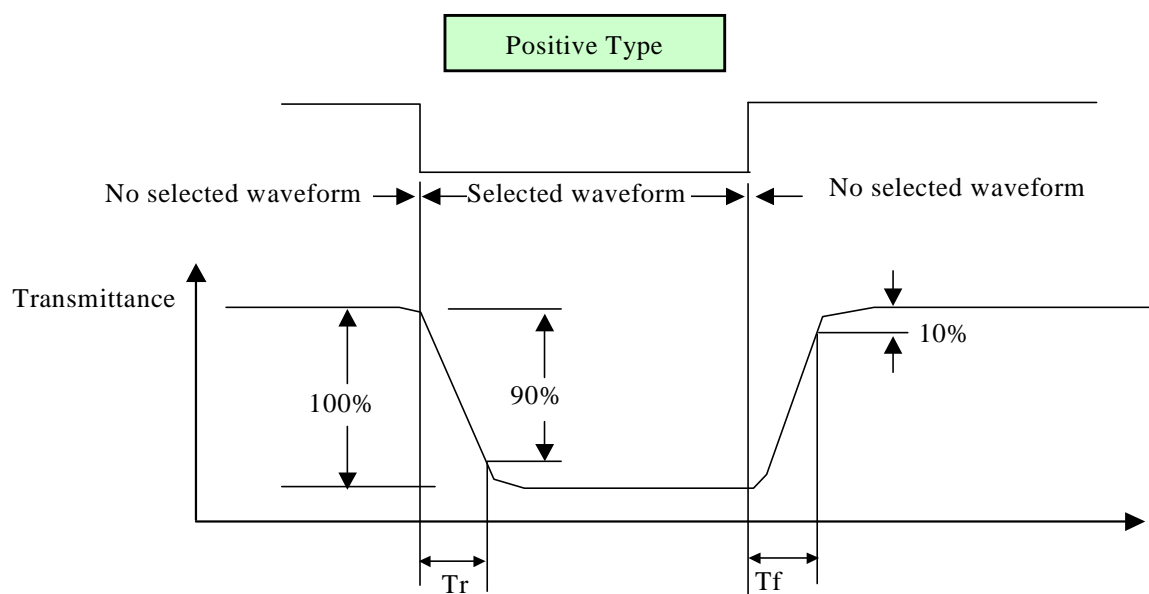 Positive Type
No selected waveform
Selected waveform
No selected waveform
Transmittance
100%
90%
10%
Tr
Tf